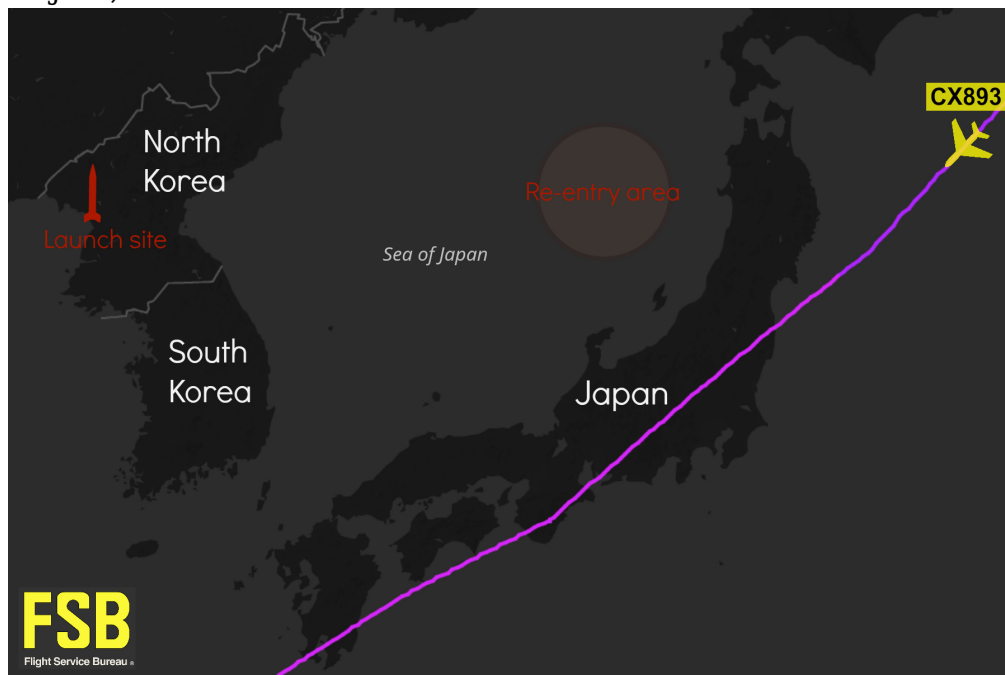 CX893
North
Korea
Re-entry area
Launch site
Sea of Japan
South
Korea
Japan
FSB
Flight Service Bureau